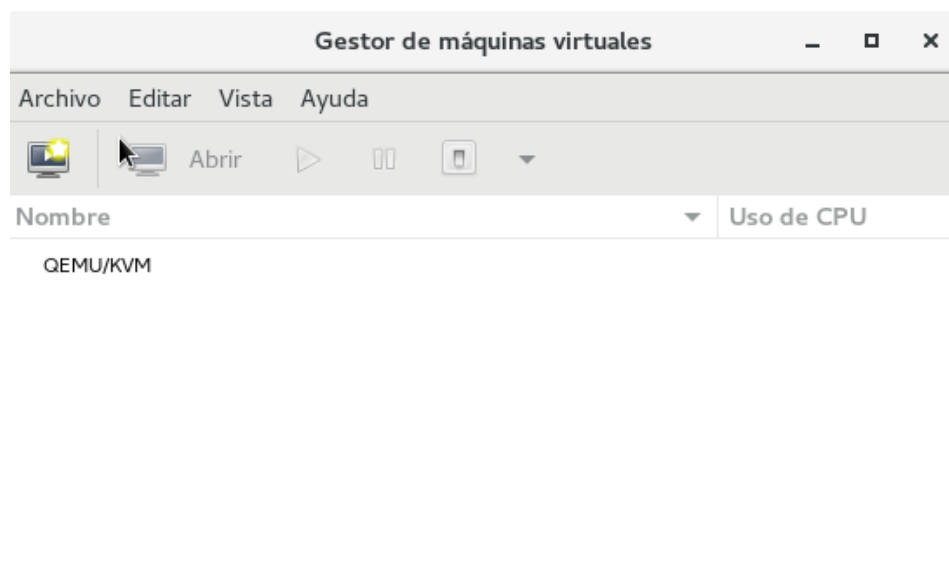 Gestor de máquinas virtuales
Archivo Editar Vista Ayuda
Abrir
Nombre Uso de CPU
QEMU/KVM